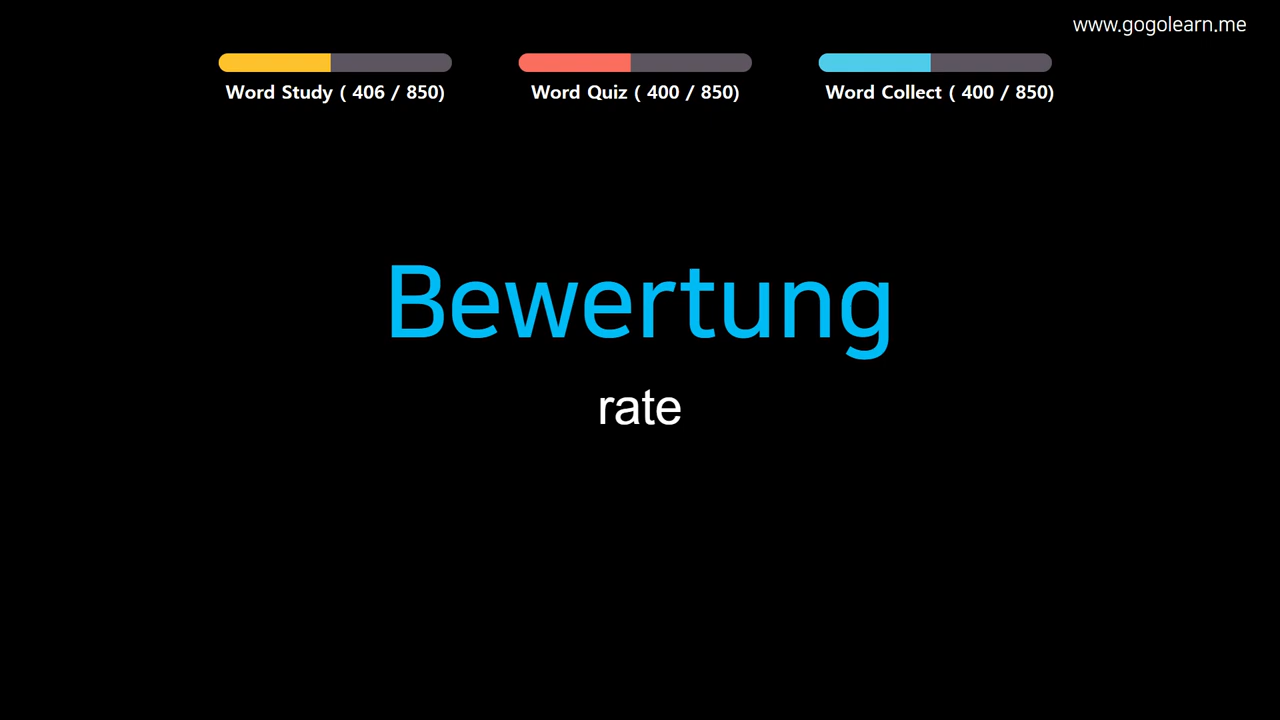 www.gogolearn.me
Word Study ( 406 / 850)
Word Quiz ( 400 / 850)
Word Collect ( 400 / 850)
Bewertung
rate